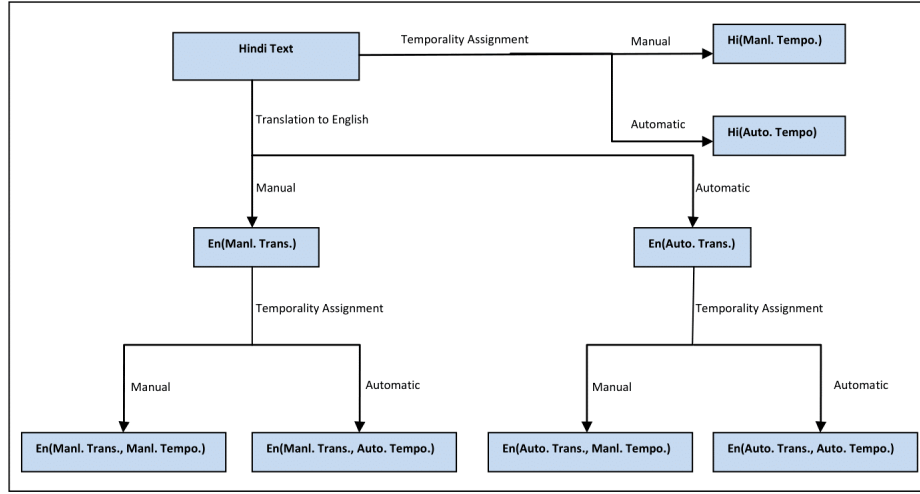 Hindi Text
Temporality Assignment
Manual
Hi(Manl. Tempo.)
Automatic
Hi(Auto. Tempo)
Translation to English
Manual
Automatic
En(Manl. Trans.)
En(Auto. Trans.)
Temporality Assignment
Temporality Assignment
Manual
Automatic
Manual
Automatic
En(Manl. Trans., Manl. Tempo.)
En(Manl. Trans., Auto. Tempo.)
En(Auto. Trans., Manl. Tempo.)
En(Auto. Trans., Auto. Tempo.)